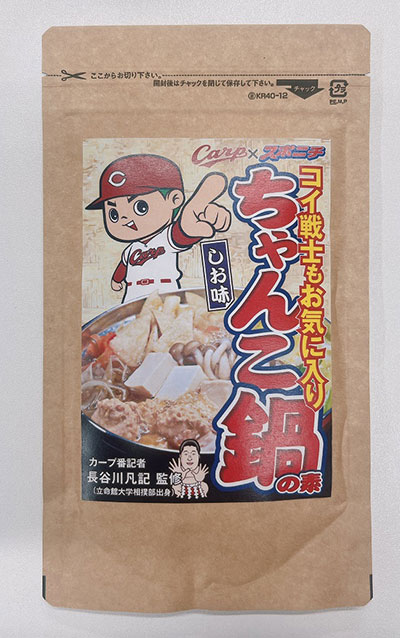 ここからお切り下さい。
開封後はチャックを閉じて保存して下さい。
チャック
プラ
PE,M,P
KR40-12
Carp×スポニチ
コイ戦士もお気に入り
ちゃんこ鍋の素
しお味
C
Carp
カープ番記者
長谷川凡記 監修
(立命館大学相撲部出身)